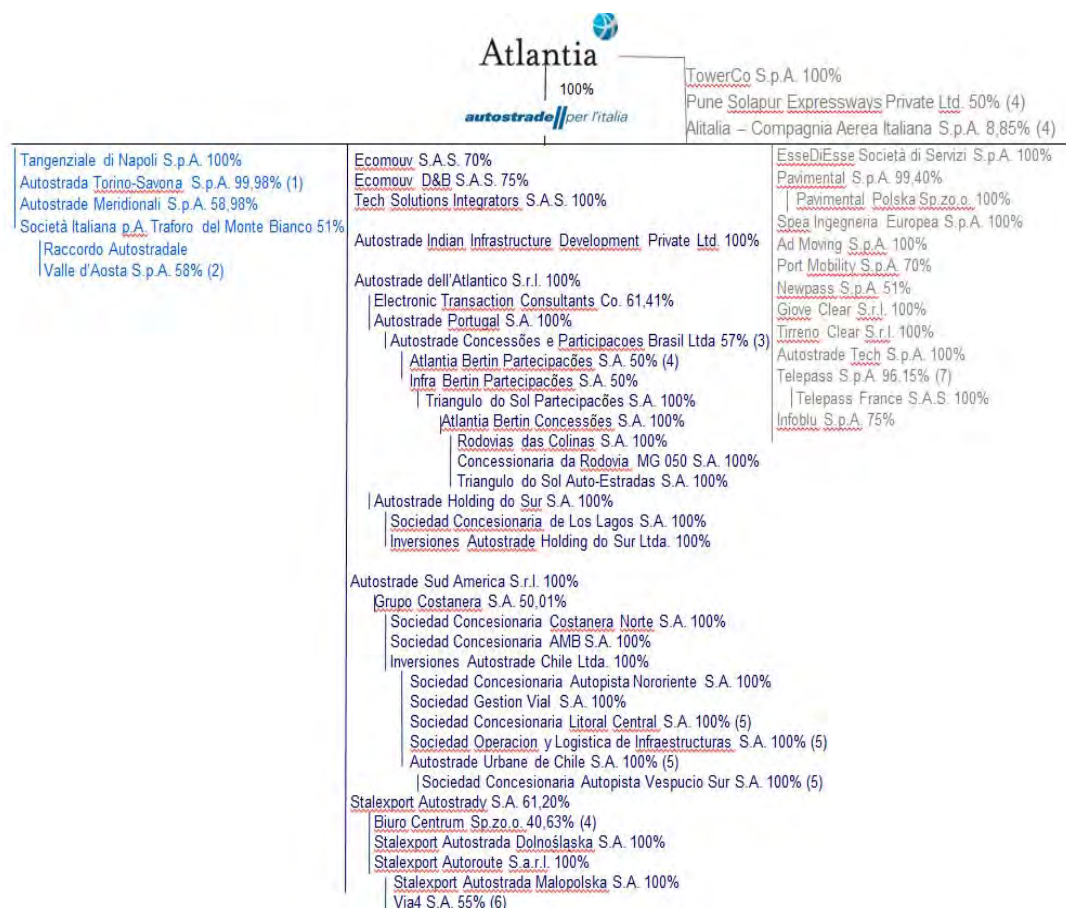 Atlantia
100%
autostrade//per l'italia
TowerCo S.p.A. 100%
Pune Solapur Expressways Private Ltd. 50% (4)
Alitalia – Compagnia Aerea Italiana S.p.A. 8,85% (4)
Tangenziale di Napoli S.p.A. 100%
Autostrada Torino-Savona S.p.A. 99,98% (1)
Autostrade Meridionali S.p.A. 58,98%
Società Italiana p.A. Traforo del Monte Bianco 51%
Raccordo Autostradale
Valle d'Aosta S.p.A. 58% (2)
Ecomouv S.A.S. 70%
Ecomouv D&B S.A.S. 75%
Tech Solutions Integrators S.A.S. 100%
Autostrade Indian Infrastructure Development Private Ltd. 100%
Autostrade dell'Atlantico S.r.l. 100%
Electronic Transaction Consultants Co. 61,41%
Autostrade Portugal S.A. 100%
Autostrade Concessões e Participacoes Brasil Ltda 57% (3)
Atlantia Bertin Partecipações S.A. 50% (4)
Infra Bertin Partecipações S.A. 50%
Triangulo do Sol Partecipacões S.A. 100%
Atlantia Bertin Concessões S.A. 100%
Rodovias das Colinas S.A. 100%
Concessionaria da Rodovia MG 050 S.A. 100%
Triangulo do Sol Auto-Estradas S.A. 100%
Autostrade Holding do Sur S.A. 100%
Sociedad Concesionaria de Los Lagos S.A. 100%
Inversiones Autostrade Holding do Sur Ltda. 100%
Autostrade Sud America S.r.l. 100%
Grupo Costanera S.A. 50,01%
Sociedad Concesionaria Costanera Norte S.A. 100%
Sociedad Concesionaria AMB S.A. 100%
Inversiones Autostrade Chile Ltda. 100%
Sociedad Concesionaria Autopista Nororiente S.A. 100%
Sociedad Gestion Vial S.A. 100%
Sociedad Concesionaria Litoral Central S.A. 100% (5)
Sociedad Operacion y Logistica de Infraestructuras S.A. 100% (5)
Autostrade Urbane de Chile S.A. 100% (5)
Sociedad Concesionaria Autopista Vespucio Sur S.A. 100% (5)
Stalexport Autostrady S.A. 61,20%
Biuro Centrum Sp.zo.o. 40,63% (4)
Stalexport Autostrada Dolnośląska S.A. 100%
Stalexport Autoroute S.a.r.l. 100%
Stalexport Autostrada Malopolska S.A. 100%
Via4 S.A. 55% (6)
EsseDiEsse Società di Servizi S.p.A. 100%
Pavimental S.p.A. 99,40%
Pavimental Polska Sp.zo.o. 100%
Spea Ingegneria Europea S.p.A. 100%
Ad Moving S.p.A. 100%
Port Mobility S.p.A. 70%
Newpass S.p.A. 51%
Giove Clear S.r.l. 100%
Tirreno Clear S.r.l. 100%
Autostrade Tech S.p.A. 100%
Telepass S.p.A. 96.15% (7)
Telepass France S.A.S. 100%
Infoblu S.p.A. 75%